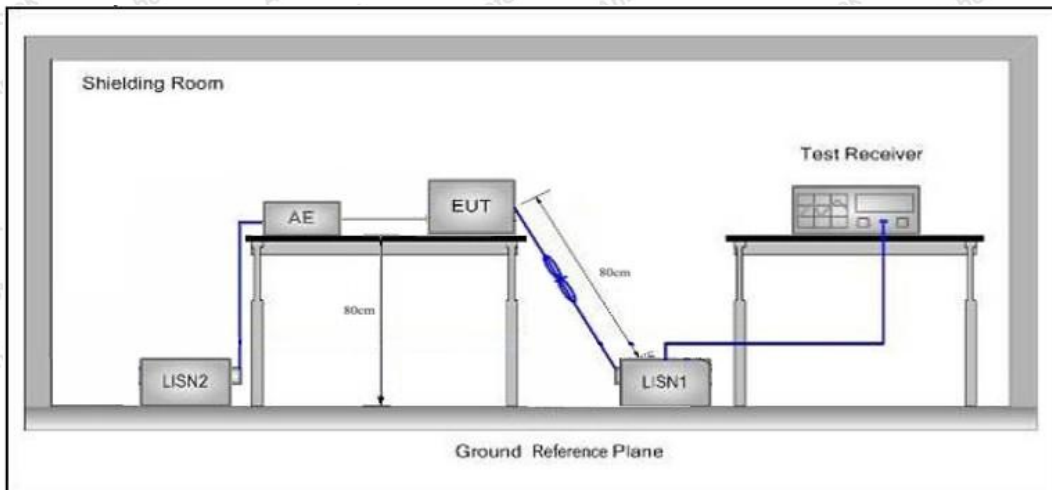 Shielding Room
Test Receiver
EUT
AE
80cm
80cm
LISN2
LISN1
Ground Reference Plane